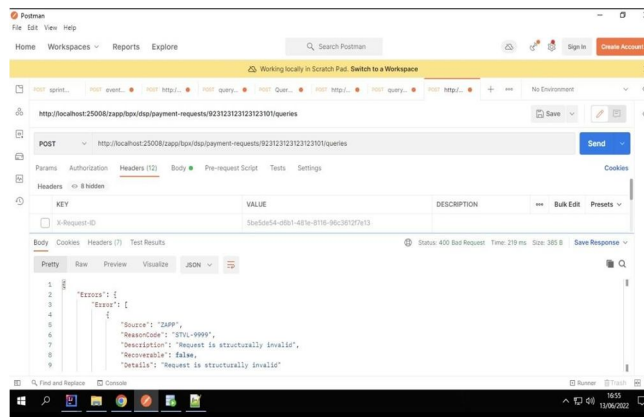 Postman
File Edit View Help
Home Workspaces Reports Explore Search Postman Sign In Create Account
Working locally in Scratch Pad. Switch to a Workspace
POST sprint... POST event... POST http:/... POST query... POST Quer... POST http:/... POST query... POST http:/... + No Environment
http://localhost:25008/zapp/bpx/dsp/payment-requests/923123123123123101/queries Save
POST http://localhost:25008/zapp/bpx/dsp/payment-requests/923123123123123101/queries Send
Params Authorization Headers (12) Body Pre-request Script Tests Settings Cookies
Headers 8 hidden
KEY VALUE DESCRIPTION Bulk Edit Presets
X-Request-ID
Body Cookies Headers (7) Test Results Status: 400 Bad Request Time: 219 ms Size: 385 B Save Response
Pretty Raw Preview Visualize JSON
1 {
2 "Errors": {
3 "Error": [
4 {
5 "Source": "ZAPP",
6 "ReasonCode": "STVL-9999",
7 "Description": "Request is structurally invalid",
8 "Recoverable": false,
9 "Details": "Request is structurally invalid"
Find and Replace Console Runner Trash
16:55
13/06/2022